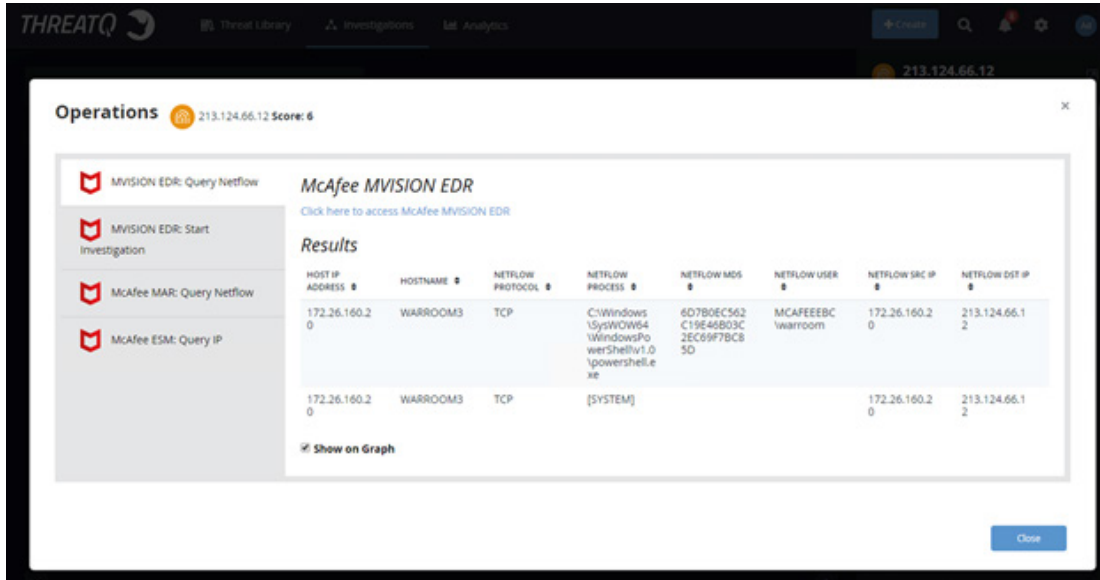 THREATQ
Threat Library
Investigations
Analytics
+Create
213.124.66.12
Operations
213.124.66.12 Score: 6
×
MVISION EDR: Query Netflow
MVISION EDR: Start
Investigation
McAfee MAR: Query Netflow
McAfee ESM: Query IP
McAfee MVISION EDR
Click here to access McAfee MVISION EDR
Results
HOST IP
ADDRESS
HOSTNAME
NETFLOW
PROTOCOL
NETFLOW
PROCESS
NETFLOW MD5
NETFLOW USER
NETFLOW SRC IP
NETFLOW DST IP
172.26.160.2
0
WARROOM3
TCP
C:\Windows
\SysWOW64
\WindowsPo
werShell\v1.0
\powershell.e
xe
6D7B0EC562
C19E46B03C
2EC69F7BC8
5D
MCAFEEEBC
\warroom
172.26.160.2
0
213.124.66.1
2
172.26.160.2
0
WARROOM3
TCP
[SYSTEM]
172.26.160.2
0
213.124.66.1
2
Show on Graph
Close